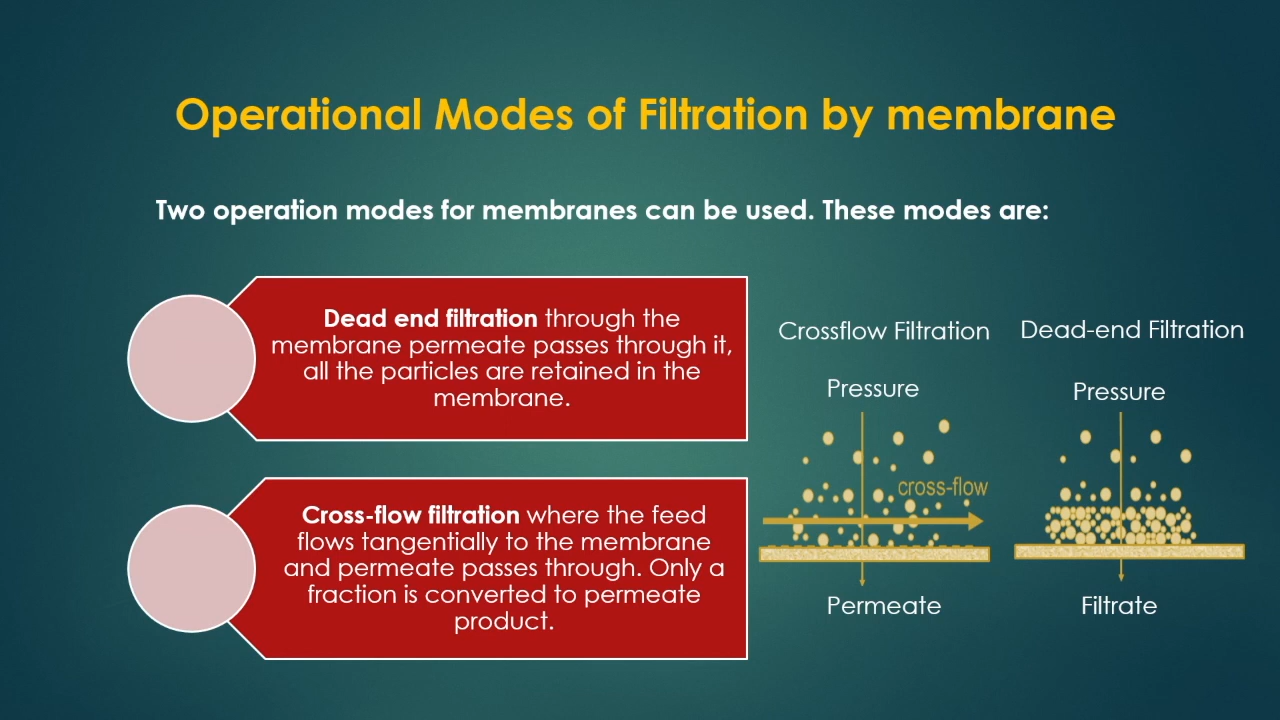 Operational Modes of Filtration by membrane
Two operation modes for membranes can be used. These modes are:
Dead end filtration through the
membrane permeate passes through it,
all the particles are retained in the
membrane.
Cross-flow filtration where the feed
flows tangentially to the membrane
and permeate passes through. Only a
fraction is converted to permeate
product.
Crossflow Filtration
Pressure
cross-flow
Permeate
Dead-end Filtration
Pressure
Filtrate